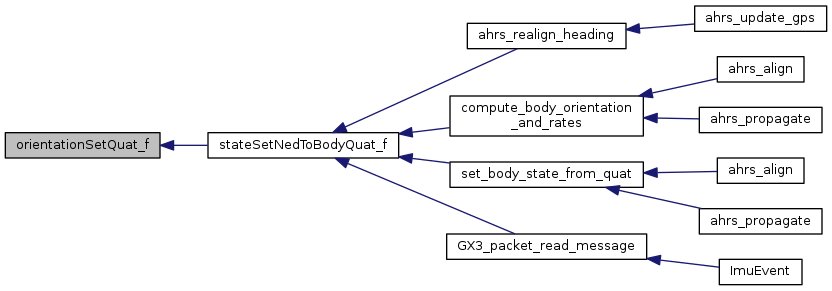 orientationSetQuat_f
stateSetNedToBodyQuat_f
ahrs_realign_heading
ahrs_update_gps
compute_body_orientation
_and_rates
ahrs_align
ahrs_propagate
set_body_state_from_quat
ahrs_align
ahrs_propagate
GX3_packet_read_message
ImuEvent